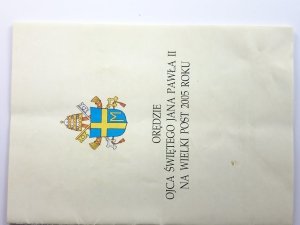 ORĘDZIE
OJCA ŚWIĘTEGO JANA PAWŁA II
NA WIELKI POST 2005 ROKU
M